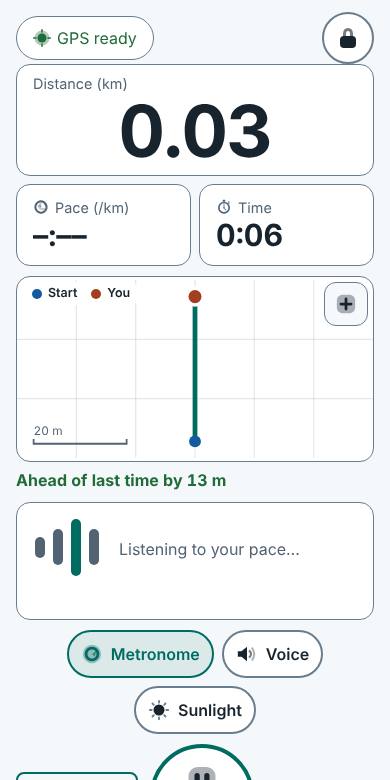 GPS ready
Distance (km)
0.03
Pace (/km)
–:––
Time
0:06
Start
You
20 m
Ahead of last time by 13 m
Listening to your pace...
Metronome
Voice
Sunlight